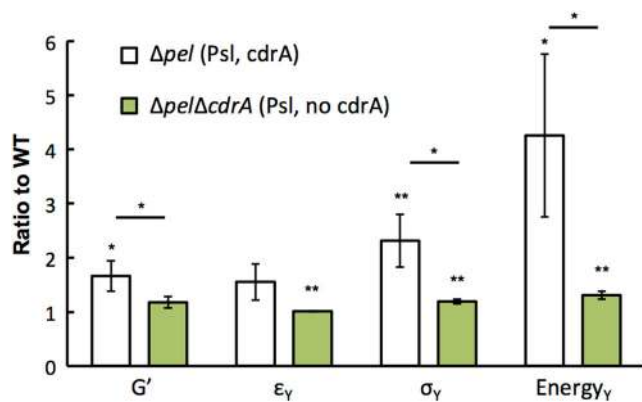 *
6
Δpel (Psl, cdrA)
*
5
ΔpelΔcdrA (Psl, no cdrA)
4
*
Ratio to WT
3
**
*
2
*
**
**
**
1
0
G'
εY
σY
EnergyY